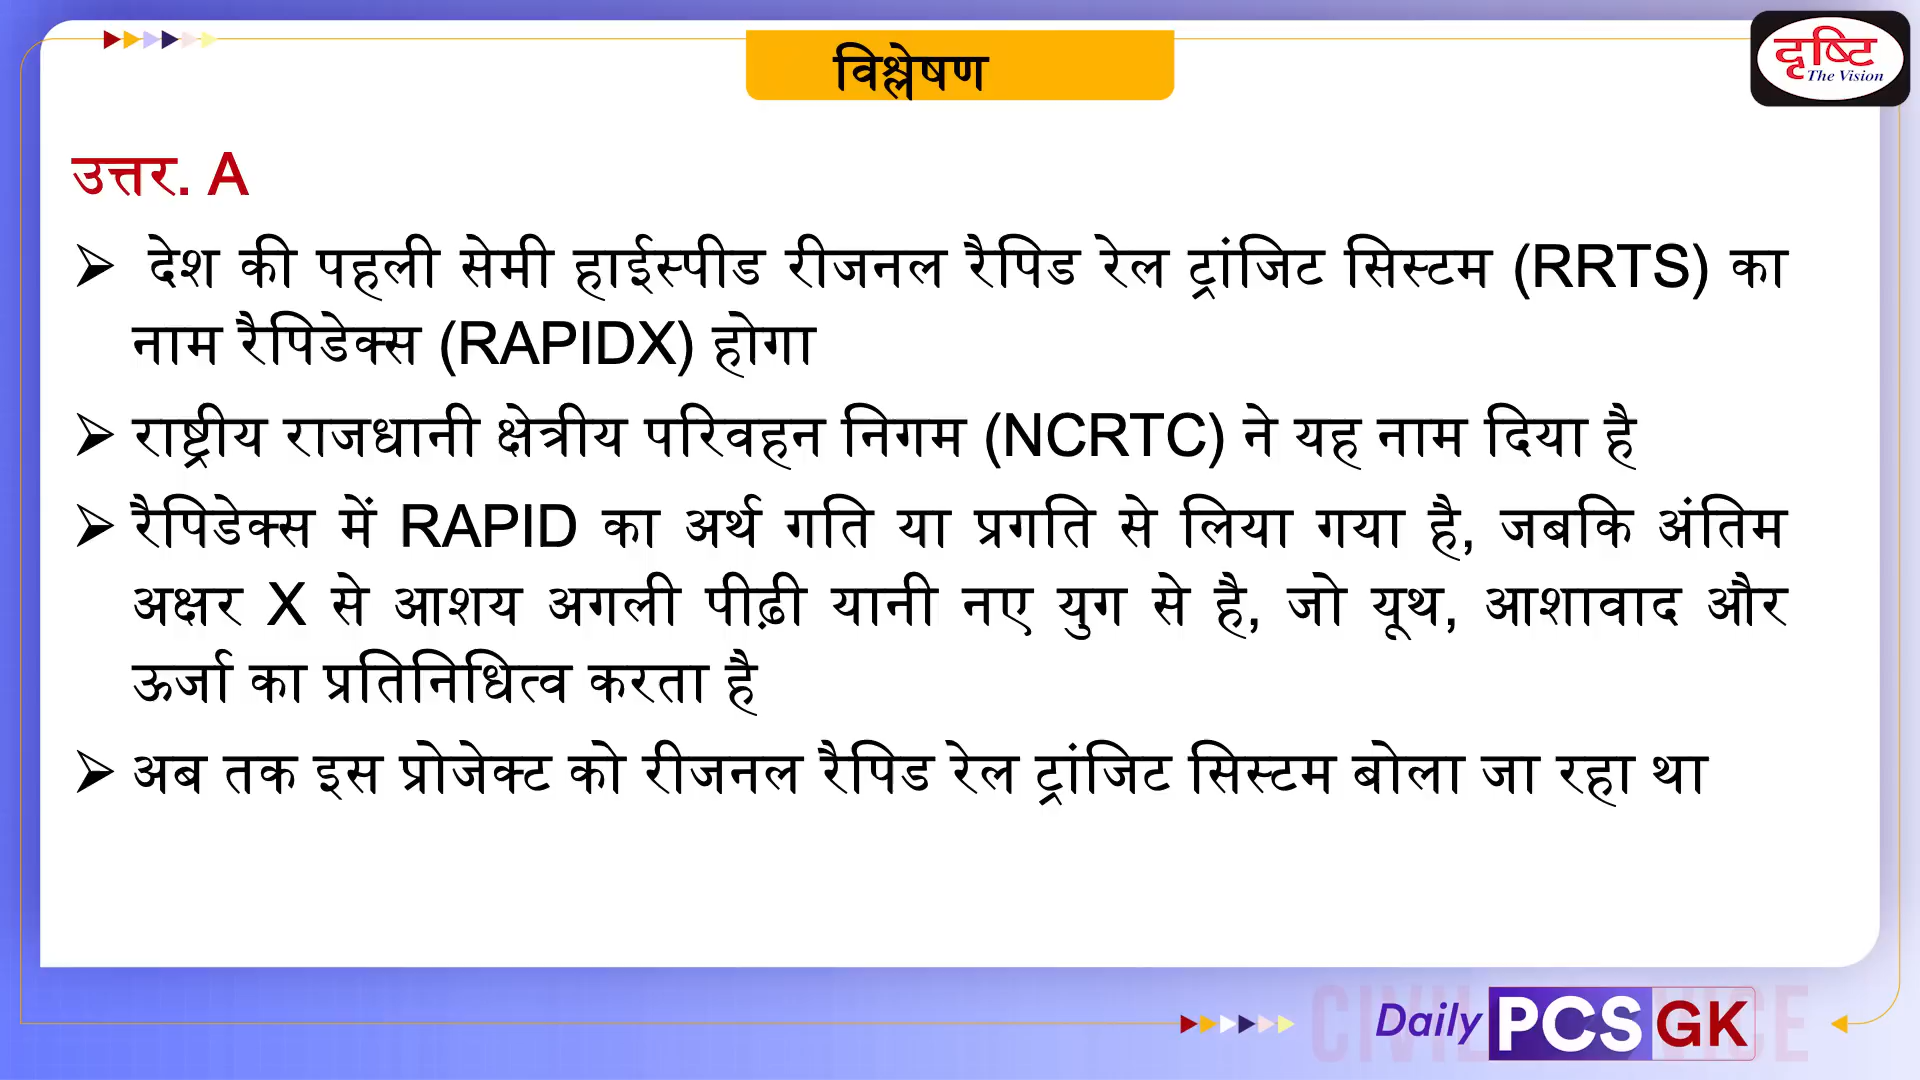 विश्लेषण
दृष्टि
The Vision
उत्तर. A
➢ देश की पहली सेमी हाईस्पीड रीजनल रैपिड रेल ट्रांजिट सिस्टम (RRTS) का
नाम रैपिडेक्स (RAPIDX) होगा
➢ राष्ट्रीय राजधानी क्षेत्रीय परिवहन निगम (NCRTC) ने यह नाम दिया है
➢ रैपिडेक्स में RAPID का अर्थ गति या प्रगति से लिया गया है, जबकि अंतिम
अक्षर X से आशय अगली पीढ़ी यानी नए युग से है, जो यूथ, आशावाद और
ऊर्जा का प्रतिनिधित्व करता है
➢ अब तक इस प्रोजेक्ट को रीजनल रैपिड रेल ट्रांजिट सिस्टम बोला जा रहा था
Daily PCS GK